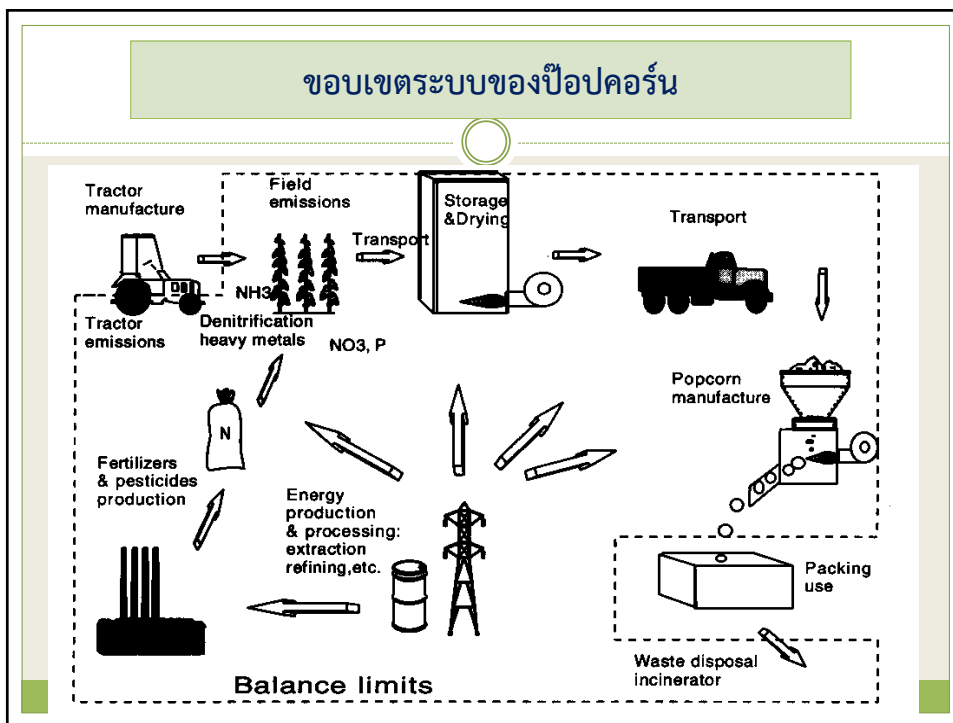 ขอบเขตระบบของป๊อปคอร์น
Tractor
manufacture
Field
emissions
Transport
Storage
&Drying
Transport
NH3
Tractor
emissions
Denitrification
heavy metals
NO3, P
Popcorn
manufacture
N
Fertilizers
& pesticides
production
Energy
production
& processing:
extraction
refining,etc.
Packing
use
Waste disposal
incinerator
Balance limits